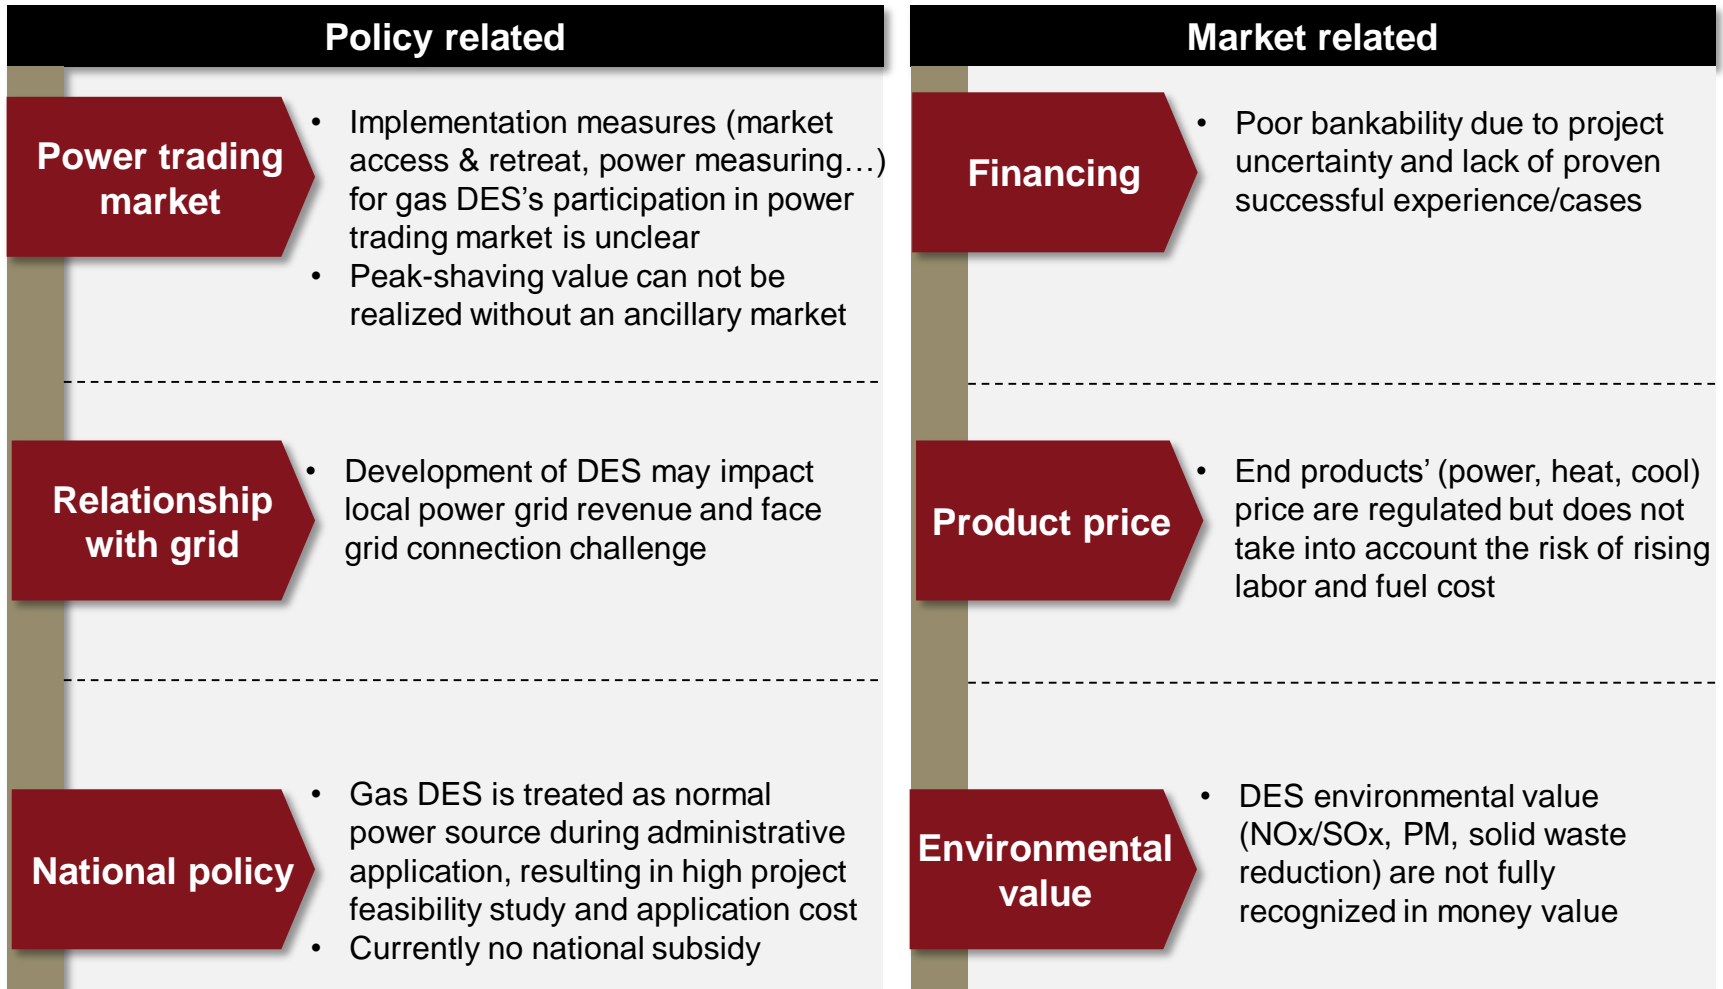 Policy related
Power trading
market
• Implementation measures (market
access & retreat, power measuring…)
for gas DES’s participation in power
trading market is unclear
• Peak-shaving value can not be
realized without an ancillary market
Relationship
with grid
• Development of DES may impact
local power grid revenue and face
grid connection challenge
National policy
• Gas DES is treated as normal
power source during administrative
application, resulting in high project
feasibility study and application cost
• Currently no national subsidy
Market related
Financing
• Poor bankability due to project
uncertainty and lack of proven
successful experience/cases
Product price
• End products’ (power, heat, cool)
price are regulated but does not
take into account the risk of rising
labor and fuel cost
Environmental
value
• DES environmental value
(NOx/SOx, PM, solid waste
reduction) are not fully
recognized in money value